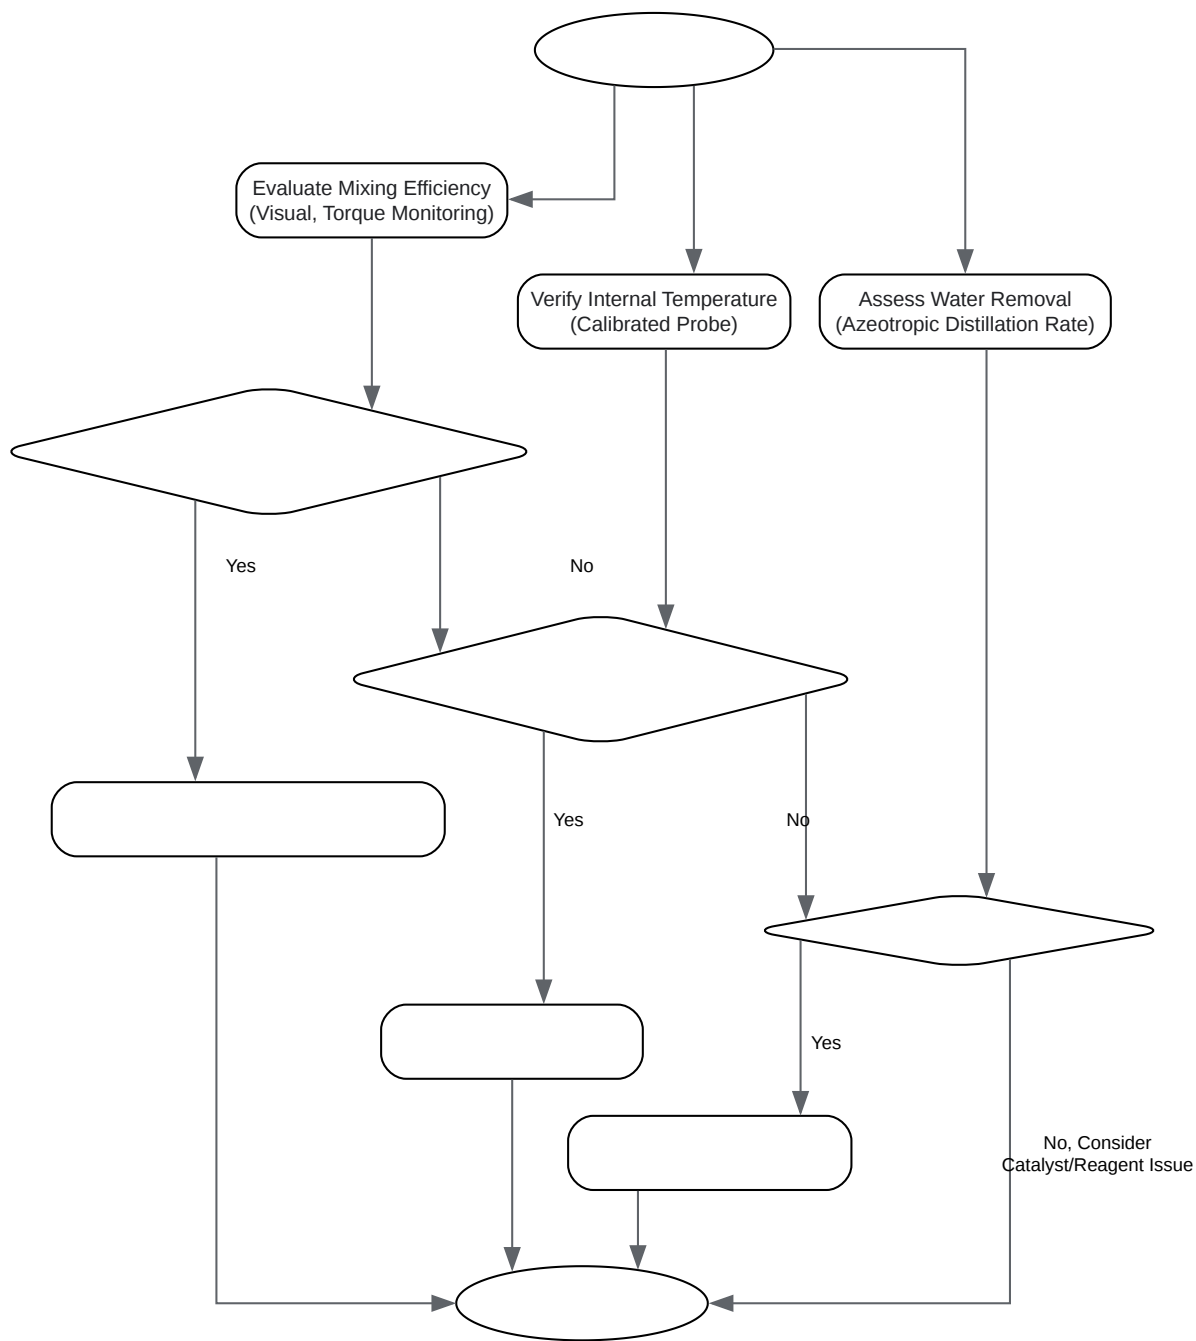 Evaluate Mixing Efficiency
(Visual, Torque Monitoring)
Verify Internal Temperature
(Calibrated Probe)
Assess Water Removal
(Azeotropic Distillation Rate)
Yes
No
Yes
No
Yes
No, Consider
Catalyst/Reagent Issue